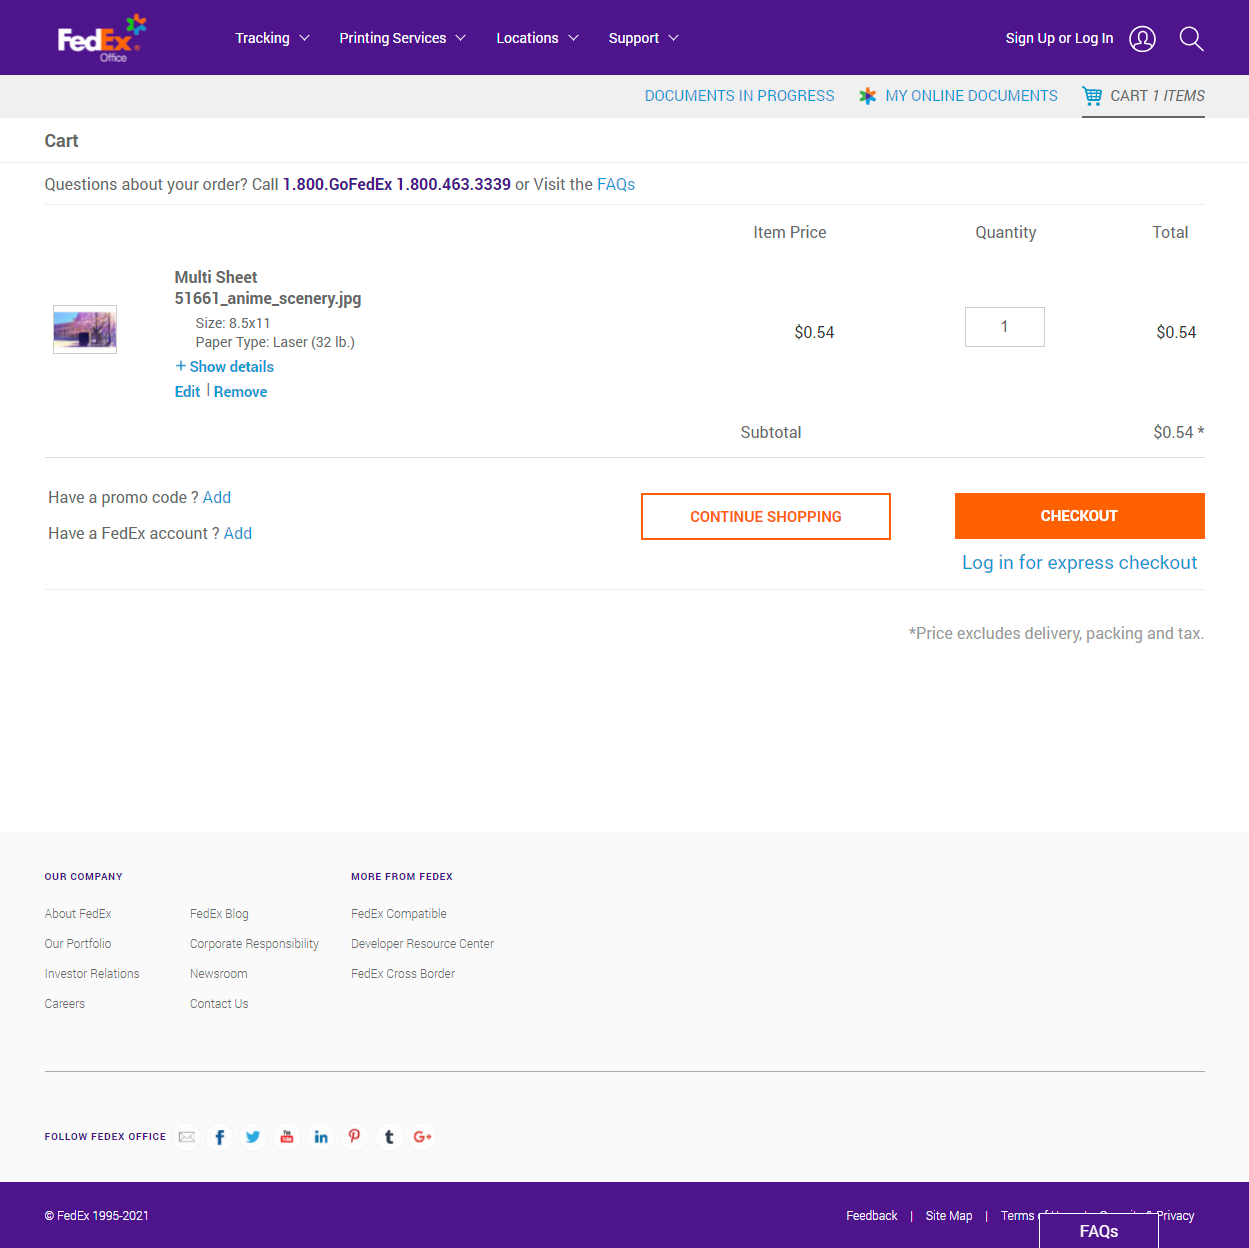 FedEx®
Office
Tracking
Printing Services
Locations
Support
Sign Up or Log In
DOCUMENTS IN PROGRESS
MY ONLINE DOCUMENTS
CART 1 ITEMS
Cart
Questions about your order? Call 1.800.GoFedEx 1.800.463.3339 or Visit the FAQs
Item Price
Quantity
Total
Multi Sheet
51661_anime_scenery.jpg
Size: 8.5x11
Paper Type: Laser (32 lb.)
+ Show details
Edit | Remove
$0.54
1
$0.54
Subtotal
$0.54 *
Have a promo code ? Add
Have a FedEx account ? Add
CONTINUE SHOPPING
CHECKOUT
Log in for express checkout
*Price excludes delivery, packing and tax.
OUR COMPANY
About FedEx
Our Portfolio
Investor Relations
Careers
FedEx Blog
Corporate Responsibility
Newsroom
Contact Us
MORE FROM FEDEX
FedEx Compatible
Developer Resource Center
FedEx Cross Border
FOLLOW FEDEX OFFICE
© FedEx 1995-2021
Feedback | Site Map | Terms Privacy
FAQs